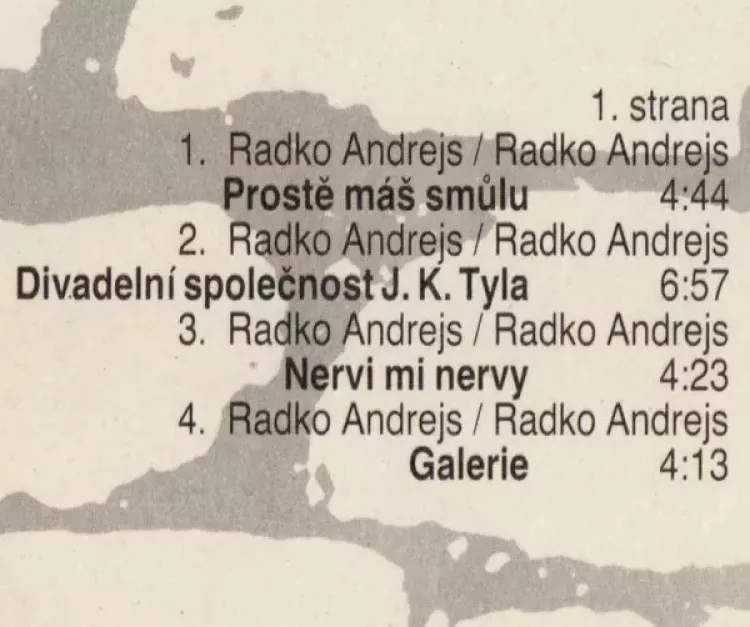 1. strana
1. Radko Andrejs / Radko Andrejs
Prostě máš smůlu 4:44
2. Radko Andrejs / Radko Andrejs
Divadelní společnost J. K. Tyla 6:57
3. Radko Andrejs / Radko Andrejs
Nervi mi nervy 4:23
4. Radko Andrejs / Radko Andrejs
Galerie 4:13